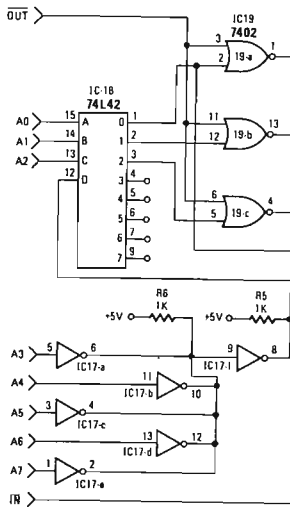 OUT
IC19
7402
3 1
2 19-a
IC-18
74L42
A0 15 A 0 1
A1 14 B 1 2
A2 13 C 2 3
12 D 3 4
4 5
5 6
6 7
7 9
11 13
12 19-b
6 4
5 19-c
R6
1K
+5V
R5
1K
+5V
A3 5 6
IC17-a
9 8
IC17-f
A4 11 10
IC17-b
A5 3 4
IC17-c
A6 13 12
IC17-d
A7 1 2
IC17-e
IN